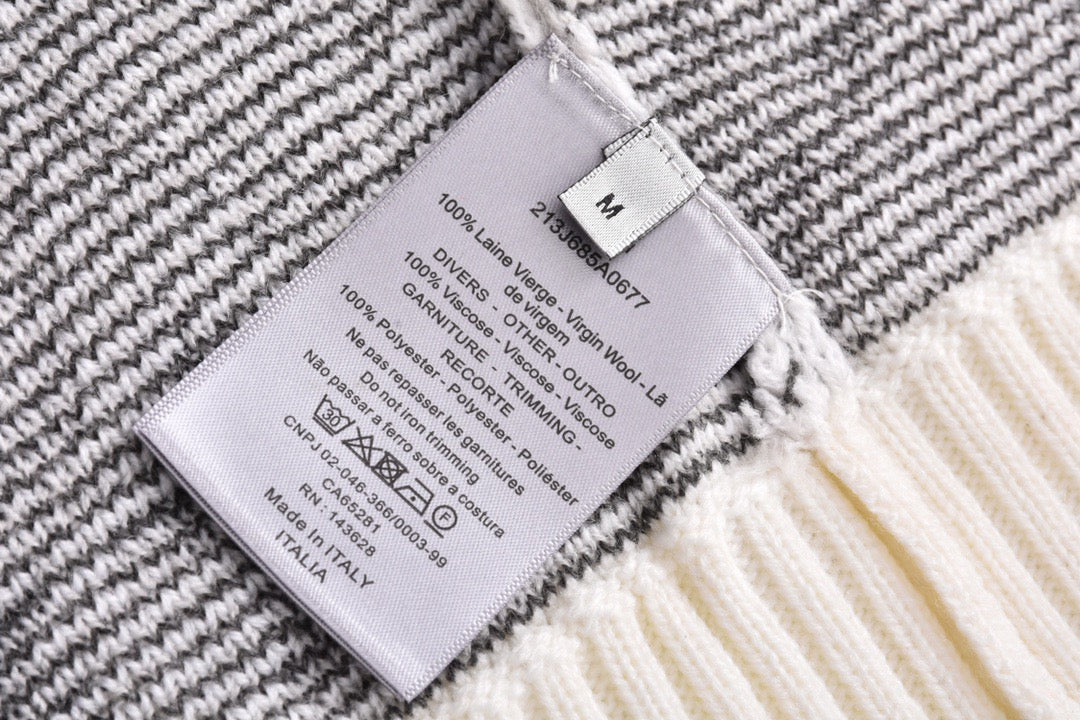 M
213J685A0677
100% Laine Vierge - Virgin Wool - Lã
de virgem
DIVERS - OTHER - OUTRO
100% Viscose - Viscose - Viscose
GARNITURE - TRIMMING -
RECORTE
100% Polyester - Polyester - Poliéster
Ne pas repasser les garnitures
Do not iron trimming
Não passar a ferro sobre a costura
30 F
CNPJ 02-046-366/0003-99
CA65281
RN : 143628
Made In ITALY
ITALIA